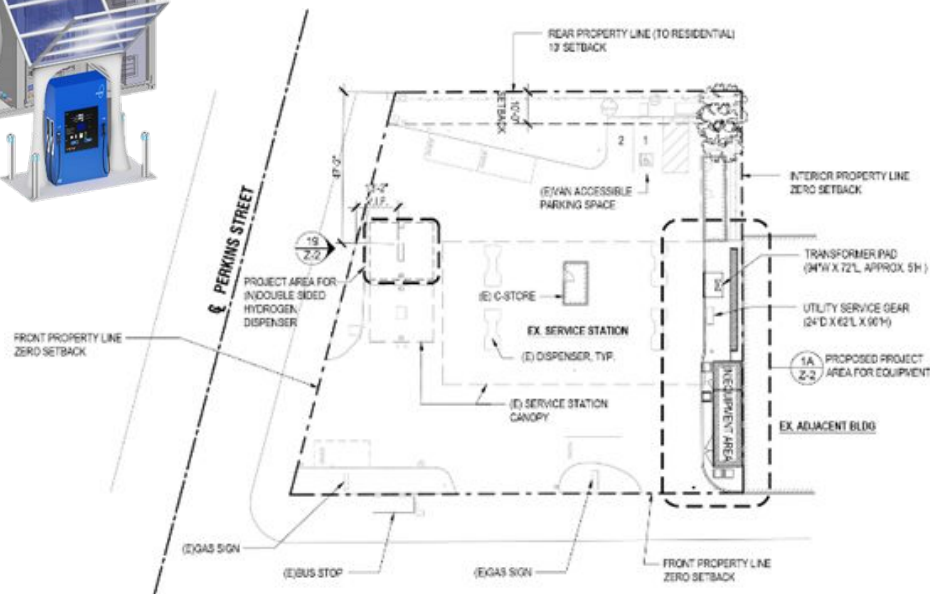 REAR PROPERTY LINE (TO RESIDENTIAL)
10' SETBACK
10'-0"
SETBACK
2
1
(E)VAN ACCESSIBLE
PARKING SPACE
INTERIOR PROPERTY LINE
ZERO SETBACK
V.I.F.
℄ PERKINS STREET
19
Z-2
PROJECT AREA FOR
(N)DOUBLE SIDED
HYDROGEN
DISPENSER
TRANSFORMER PAD
(94"W X 72"L, APPROX. 5'H )
(E) C-STORE
UTILITY SERVICE GEAR
(24"D X 62"L X 90"H)
EX. SERVICE STATION
FRONT PROPERTY LINE
ZERO SETBACK
(E) DISPENSER, TYP.
1A
Z-2
PROPOSED PROJECT
AREA FOR EQUIPMENT
(N)EQUIPMENT AREA
(E) SERVICE STATION
CANOPY
EX. ADJACENT BLDG
(E)GAS SIGN
(E)BUS STOP
(E)GAS SIGN
FRONT PROPERTY LINE
ZERO SETBACK